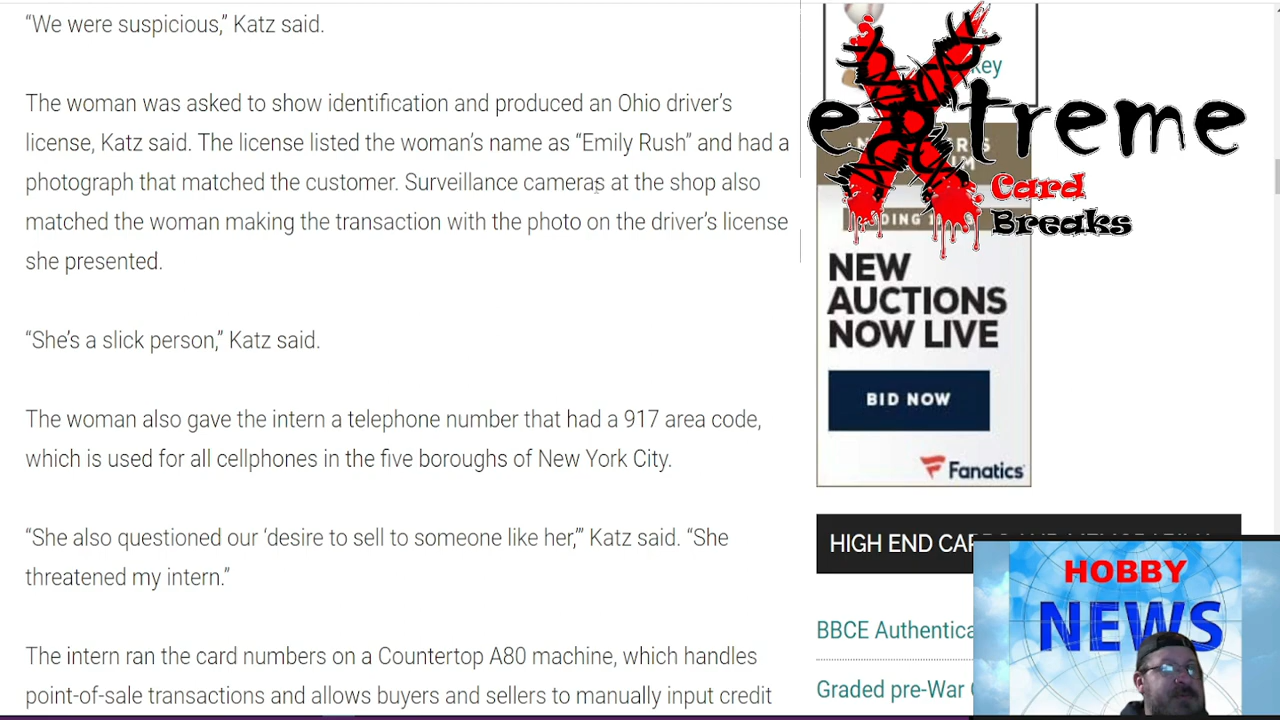 “We were suspicious,” Katz said.
The woman was asked to show identification and produced an Ohio driver’s
license, Katz said. The license listed the woman’s name as “Emily Rush” and had a
photograph that matched the customer. Surveillance cameras at the shop also
matched the woman making the transaction with the photo on the driver’s license
she presented.
“She’s a slick person,” Katz said.
The woman also gave the intern a telephone number that had a 917 area code,
which is used for all cellphones in the five boroughs of New York City.
“She also questioned our ‘desire to sell to someone like her,’” Katz said. “She
threatened my intern.”
The intern ran the card numbers on a Countertop A80 machine, which handles
point-of-sale transactions and allows buyers and sellers to manually input credit
key
eXtreme
Card
Breaks
NEW
AUCTIONS
NOW LIVE
BID NOW
Fanatics
HIGH END
BBCE Authentica
Graded pre-War
HOBBY
NEWS